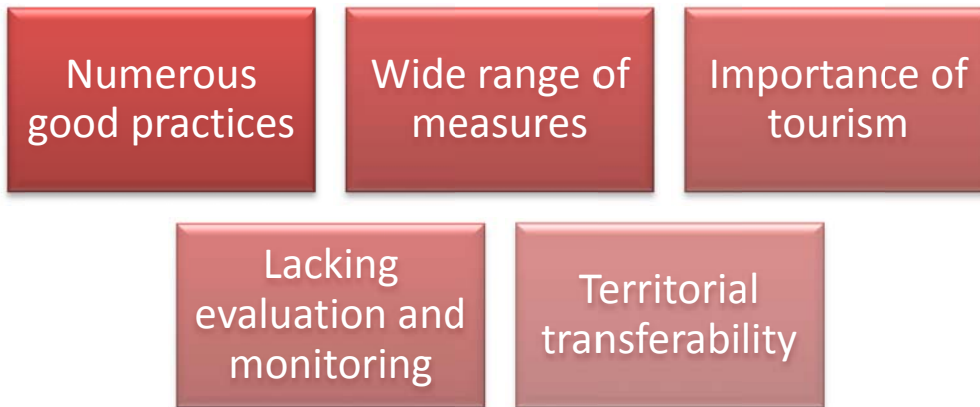 Numerous
good practices
Wide range of
measures
Importance of
tourism
Lacking
evaluation and
monitoring
Territorial
transferability